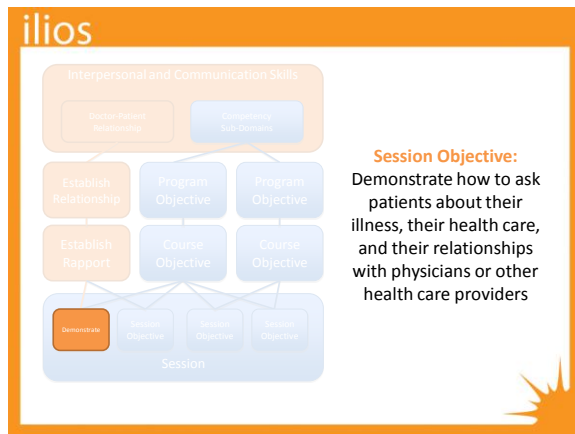 ilios
Interpersonal and Communication Skills
Doctor-Patient
Relationship
Competency
Sub-Domains
Establish
Relationship
Program
Objective
Program
Objective
Establish
Rapport
Course
Objective
Course
Objective
Demonstrate
Session
Objective
Session
Objective
Session
Objective
Session
Session Objective:
Demonstrate how to ask
patients about their
illness, their health care,
and their relationships
with physicians or other
health care providers